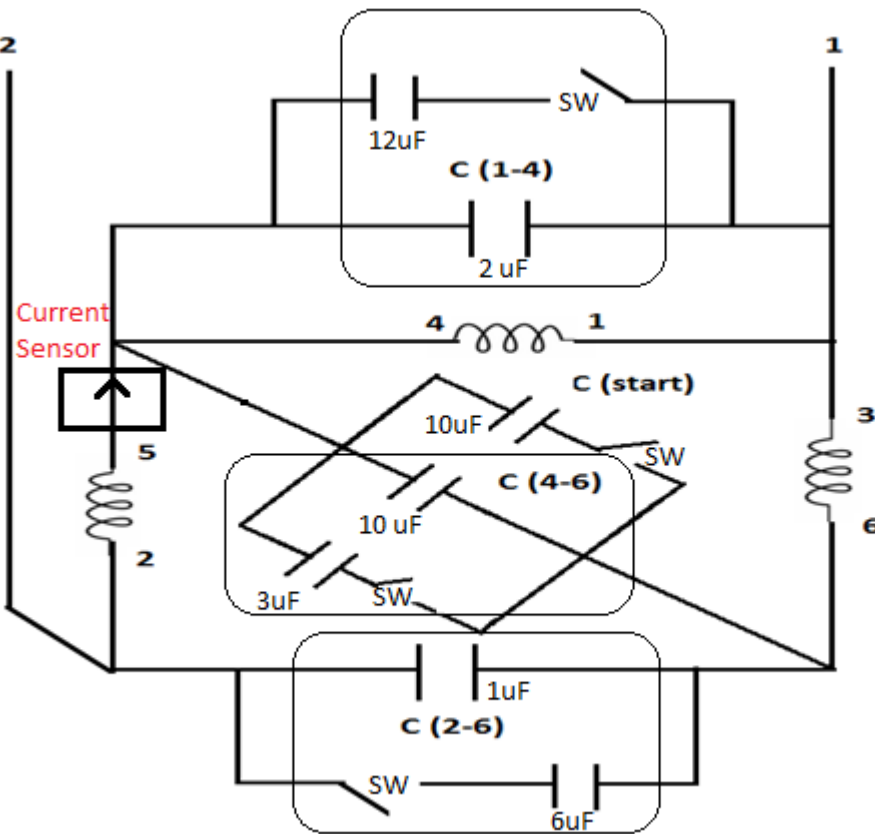 2
1
SW
12uF
C (1-4)
2 uF
Current
Sensor
4
1
C (start)
3
10uF
5
SW
C (4-6)
10 uF
6
2
3uF
SW
1uF
C (2-6)
SW
6uF